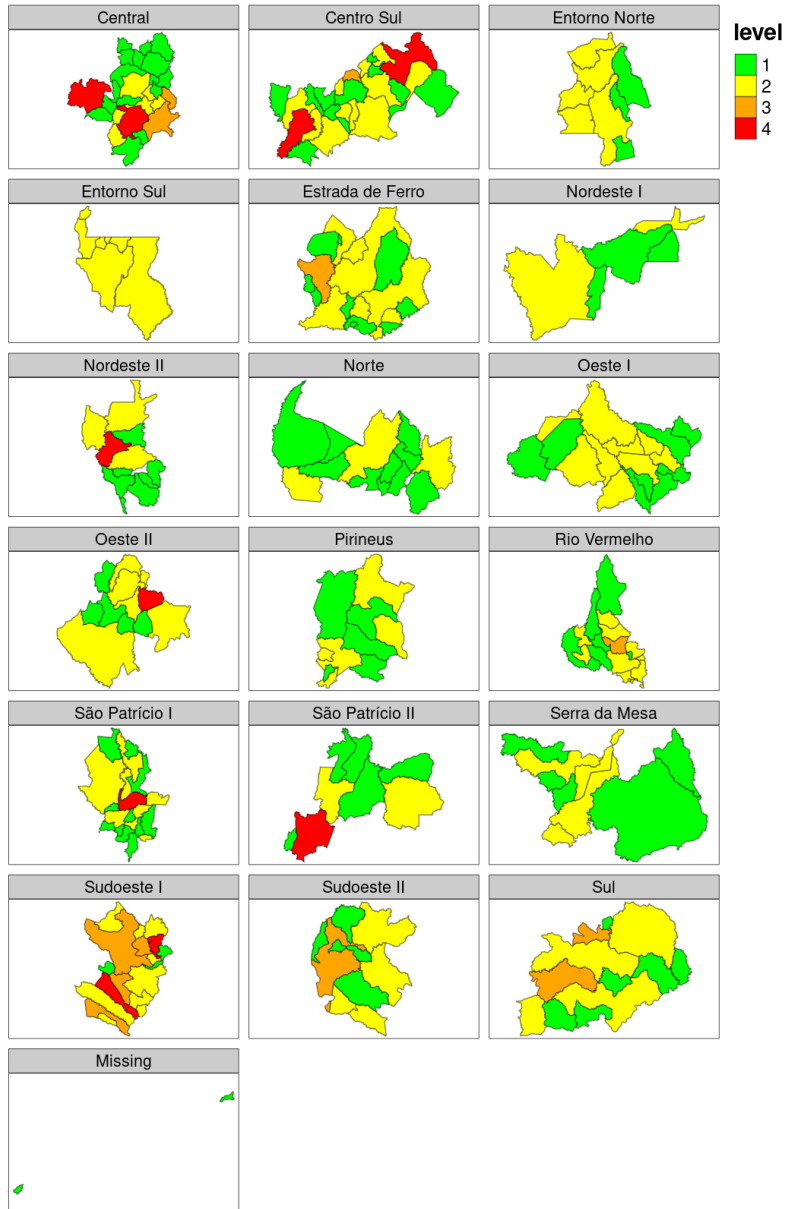 Central
Centro Sul
Entorno Norte
level
1
2
3
4
Entorno Sul
Estrada de Ferro
Nordeste I
Nordeste II
Norte
Oeste I
Oeste II
Pirineus
Rio Vermelho
São Patrício I
São Patrício II
Serra da Mesa
Sudoeste I
Sudoeste II
Sul
Missing